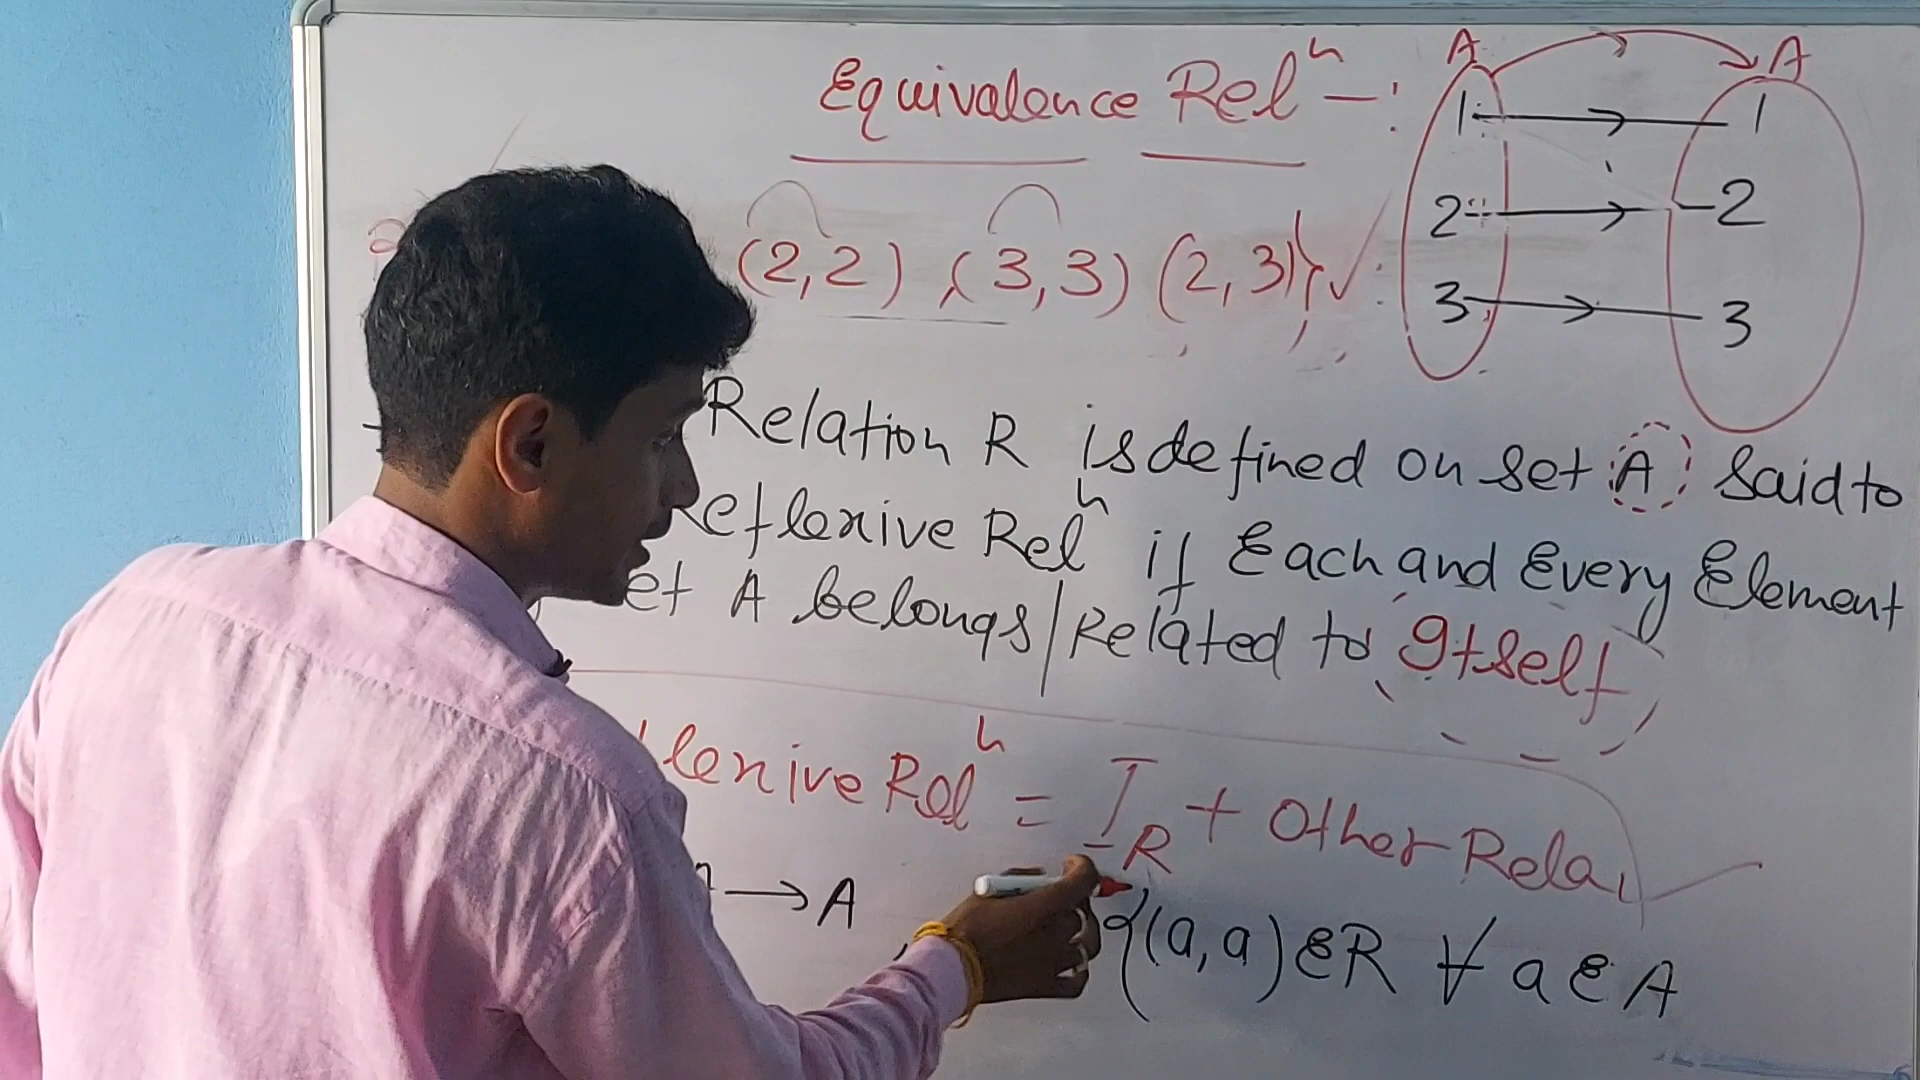 Equivalence Relⁿ —:
A A
1 1
2 2
3 3
(2,2), (3,3) (2,3)} ✓
Relation R is defined on set A said to
Reflexive Relⁿ if Each and Every Element
et A belongs/Related to Itself
lexive Relⁿ = I_R + Other Rela
→ A , {(a,a) ∈ R ∀ a ∈ A